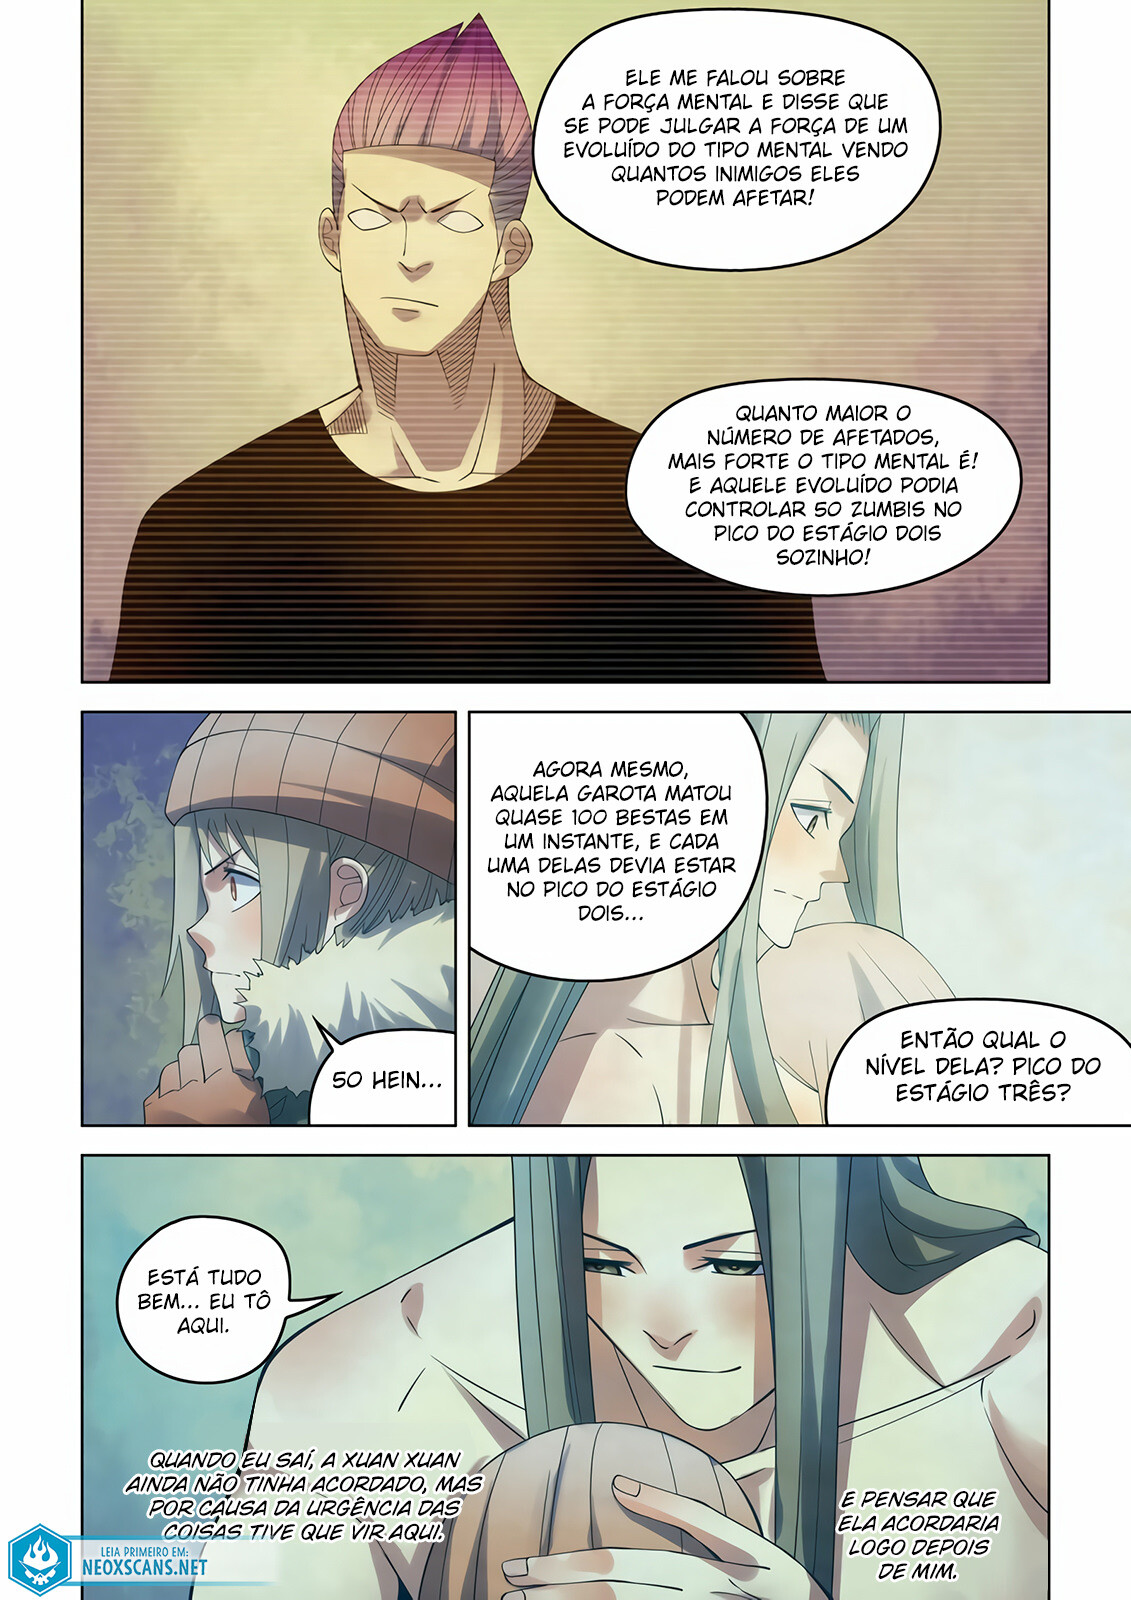 ELE ME FALOU SOBRE
A FORÇA MENTAL E DISSE QUE
SE PODE JULGAR A FORÇA DE UM
EVOLUÍDO DO TIPO MENTAL VENDO
QUANTOS INIMIGOS ELES
PODEM AFETAR!
QUANTO MAIOR O
NÚMERO DE AFETADOS,
MAIS FORTE O TIPO MENTAL É!
E AQUELE EVOLUÍDO PODIA
CONTROLAR 50 ZUMBIS NO
PICO DO ESTÁGIO DOIS
SOZINHO!
50 HEIN...
AGORA MESMO,
AQUELA GAROTA MATOU
QUASE 100 BESTAS EM
UM INSTANTE, E CADA
UMA DELAS DEVIA ESTAR
NO PICO DO ESTÁGIO
DOIS...
ENTÃO QUAL O
NÍVEL DELA? PICO DO
ESTÁGIO TRÊS?
ESTÁ TUDO
BEM... EU TÔ
AQUI.
QUANDO EU SAÍ, A XUAN XUAN
AINDA NÃO TINHA ACORDADO, MAS
POR CAUSA DA URGÊNCIA DAS
COISAS TIVE QUE VIR AQUI.
E PENSAR QUE
ELA ACORDARIA
LOGO DEPOIS
DE MIM.
LEIA PRIMEIRO EM:
NEOXSCANS.NET